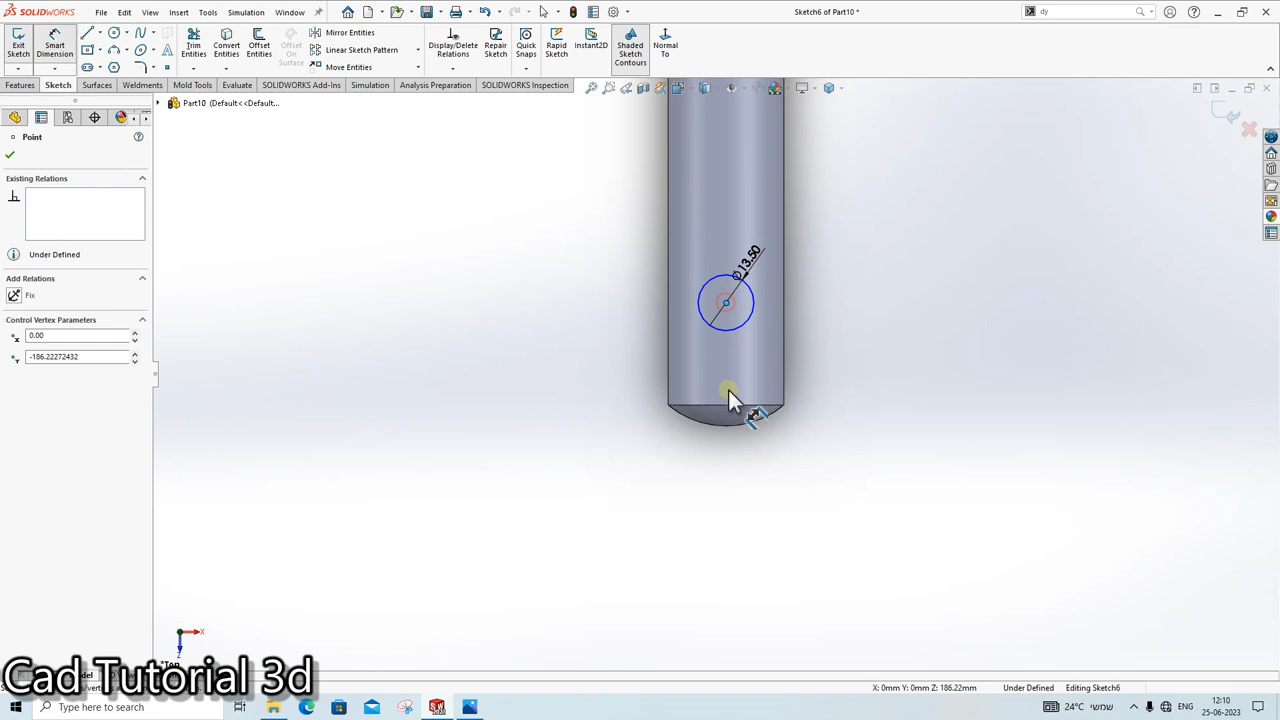 SOLIDWORKS File Edit View Insert Tools Simulation Window Sketch6 of Part10 * dy
Exit Sketch Smart Dimension Trim Entities Convert Entities Offset Entities Offset On Surface Mirror Entities Linear Sketch Pattern Move Entities Display/Delete Relations Repair Sketch Quick Snaps Rapid Sketch Instant2D Shaded Sketch Contours Normal To
Features Sketch Surfaces Weldments Mold Tools Evaluate SOLIDWORKS Add-Ins Simulation Analysis Preparation SOLIDWORKS Inspection
Part10 (Default<<Default...
Point
Existing Relations
Under Defined
Add Relations
Fix
Control Vertex Parameters
0.00
-186.22272432
∅13.50
X
Z
*Top
Cad Tutorial 3d
X: 0mm Y: 0mm Z: 186.22mm Under Defined Editing Sketch6
Type here to search 24°C שמשי ENG 12:10
25-06-2023